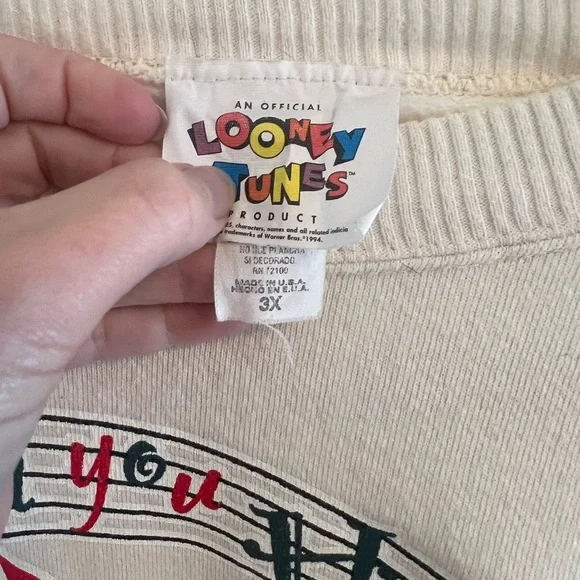 AN OFFICIAL
LOONEY
TUNES™
PRODUCT
characters, names and all related indicia
trademarks of Warner Bros.©1994.
NO USE PLANCHA
SI DECORADO
RN 72100
MADE IN U.S.A.
HECHO EN E.U.A.
3X
you H